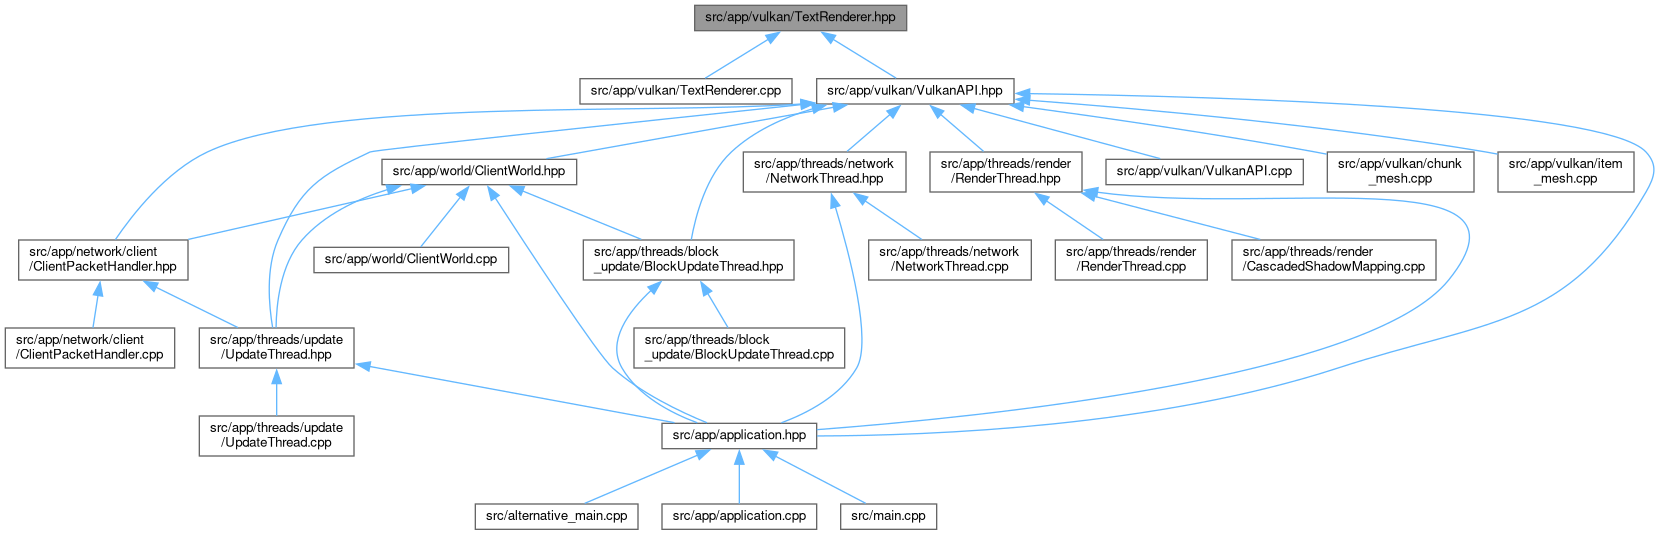 src/app/vulkan/TextRenderer.hpp
src/app/vulkan/TextRenderer.cpp
src/app/vulkan/VulkanAPI.hpp
src/app/world/ClientWorld.hpp
src/app/threads/network
/NetworkThread.hpp
src/app/threads/render
/RenderThread.hpp
src/app/vulkan/VulkanAPI.cpp
src/app/vulkan/chunk
_mesh.cpp
src/app/vulkan/item
_mesh.cpp
src/app/network/client
/ClientPacketHandler.hpp
src/app/world/ClientWorld.cpp
src/app/threads/block
_update/BlockUpdateThread.hpp
src/app/threads/network
/NetworkThread.cpp
src/app/threads/render
/RenderThread.cpp
src/app/threads/render
/CascadedShadowMapping.cpp
src/app/network/client
/ClientPacketHandler.cpp
src/app/threads/update
/UpdateThread.hpp
src/app/threads/block
_update/BlockUpdateThread.cpp
src/app/threads/update
/UpdateThread.cpp
src/app/application.hpp
src/alternative_main.cpp
src/app/application.cpp
src/main.cpp